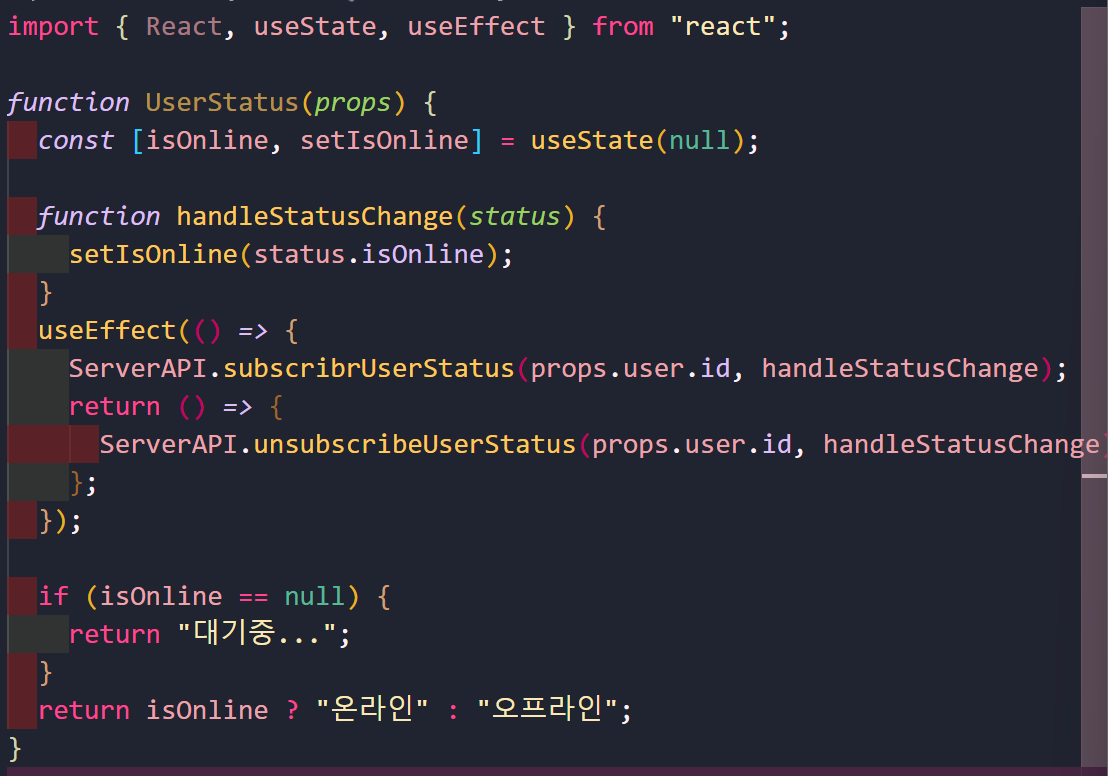 import { React, useState, useEffect } from "react";
function UserStatus(props) {
const [isOnline, setIsOnline] = useState(null);
function handleStatusChange(status) {
setIsOnline(status.isOnline);
}
useEffect(() => {
ServerAPI.subscribrUserStatus(props.user.id, handleStatusChange);
return () => {
ServerAPI.unsubscribeUserStatus(props.user.id, handleStatusChange)
};
});
if (isOnline == null) {
return "대기중...";
}
return isOnline ? "온라인" : "오프라인";
}